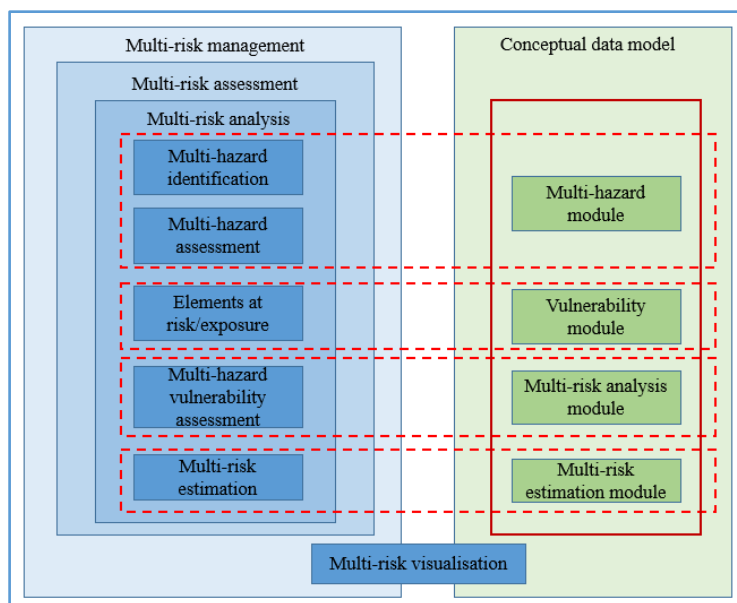 Multi-risk management
Multi-risk assessment
Multi-risk analysis
Multi-hazard
identification
Multi-hazard
assessment
Elements at
risk/exposure
Multi-hazard
vulnerability
assessment
Multi-risk
estimation
Conceptual data model
Multi-hazard
module
Vulnerability
module
Multi-risk analysis
module
Multi-risk
estimation module
Multi-risk visualisation